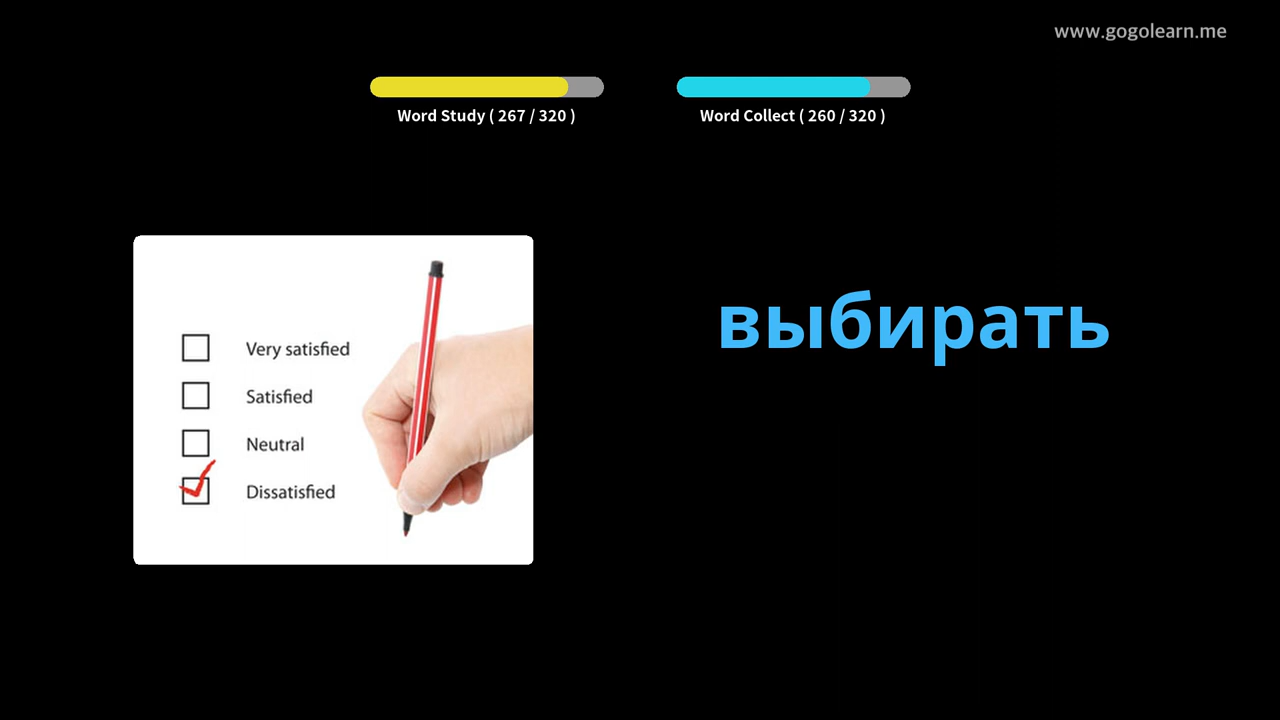 www.gogolearn.me
Word Study ( 267 / 320 )
Word Collect ( 260 / 320 )
Very satisfied
Satisfied
Neutral
Dissatisfied
выбирать